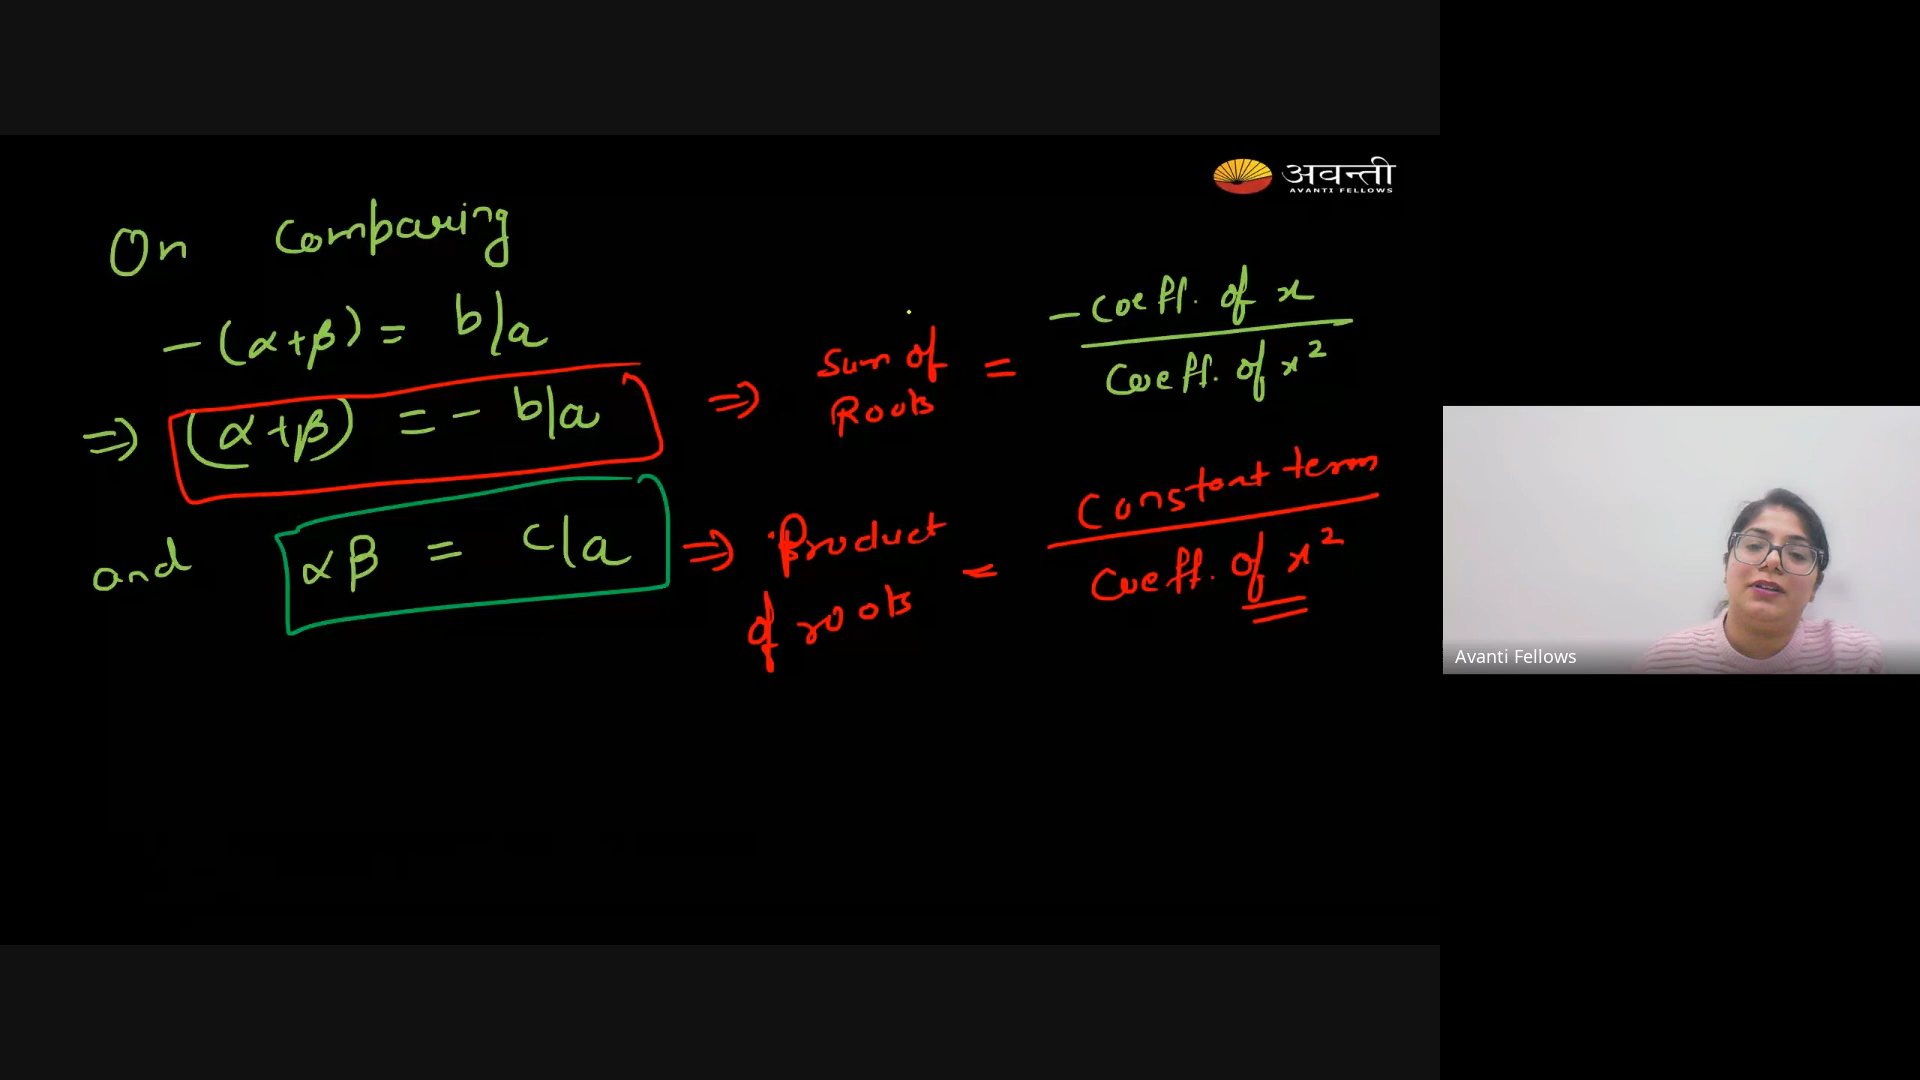 अवन्ती
AVANTI FELLOWS
On Comparing
-(α+β) = b/a
⇒ (α+β) = - b/a ⇒ Sum of Roots = -Coeff. of x / Coeff. of x²
and αβ = c/a ⇒ Product of roots = Constant term / Coeff. of x²
Avanti Fellows